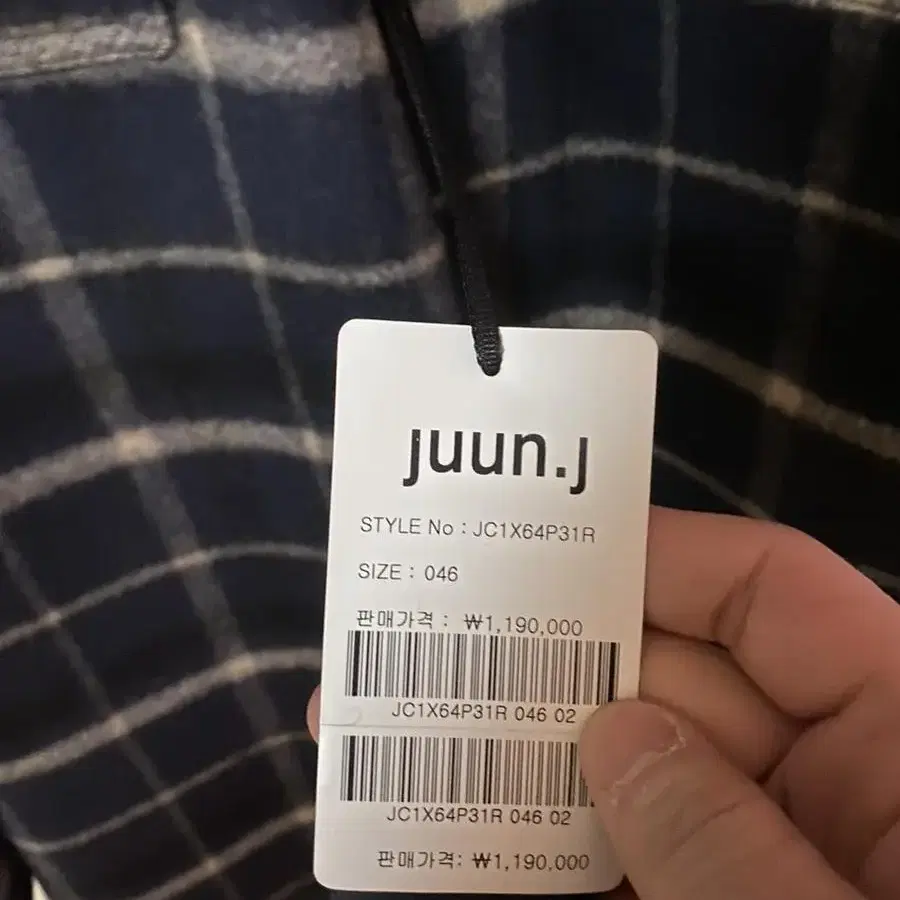 juun.j
STYLE No : JC1X64P31R
SIZE : 046
판매가격 : ₩1,190,000
JC1X64P31R 046 02
JC1X64P31R 046 02
판매가격: ₩1,190,000